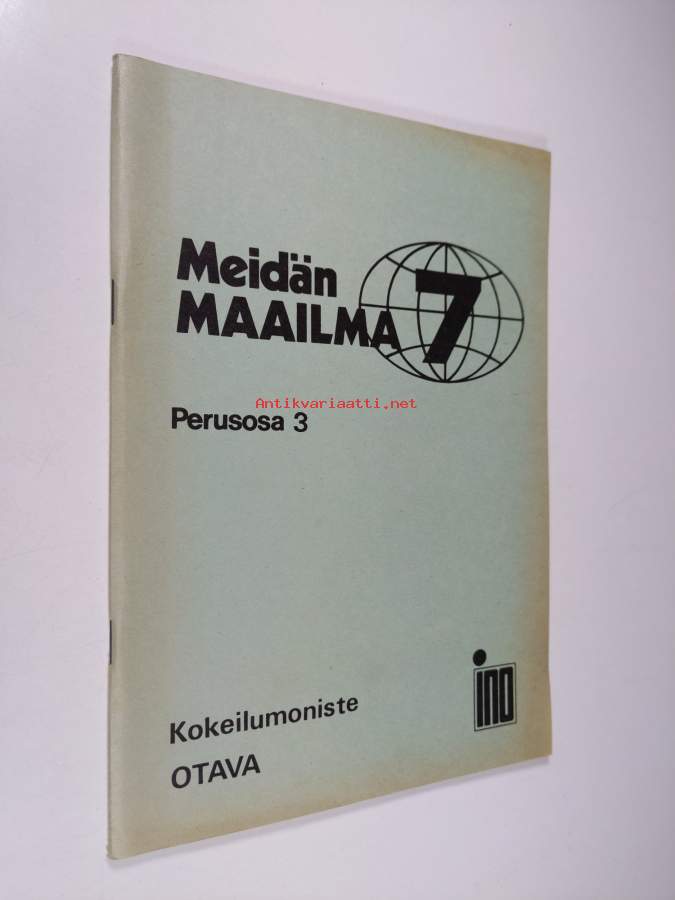 Meidän
MAAILMA 7
Antikvariaatti.net
Perusosa 3
ino
Kokeilumoniste
OTAVA